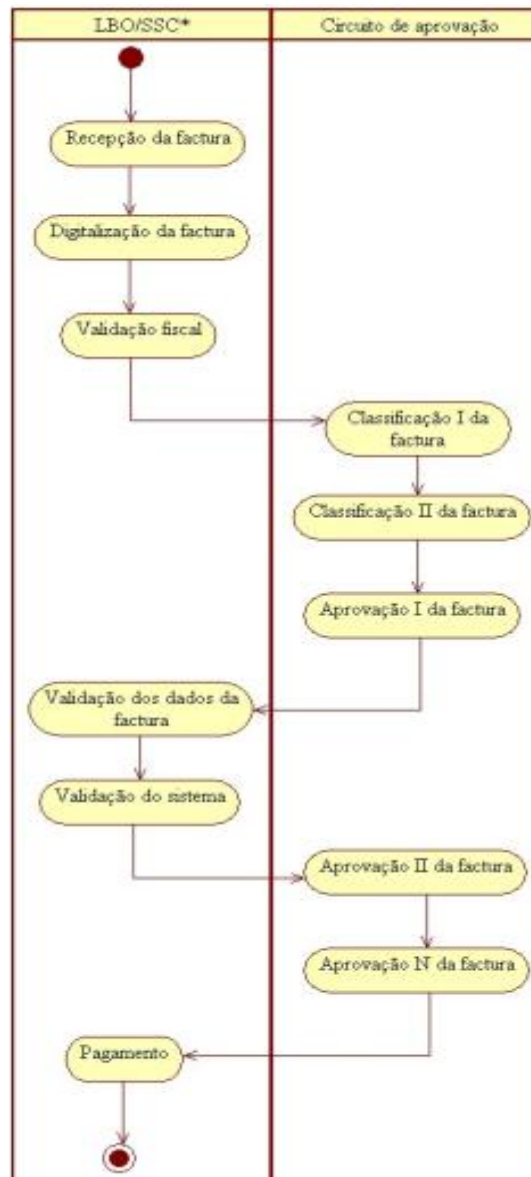 LBO/SSC*
Circuito de aprovação
Recepção da factura
Digitalização da factura
Validação fiscal
Classificação I da
factura
Classificação II da factura
Aprovação I da factura
Validação dos dados da
factura
Validação do sistema
Aprovação II da factura
Aprovação N da factura
Pagamento